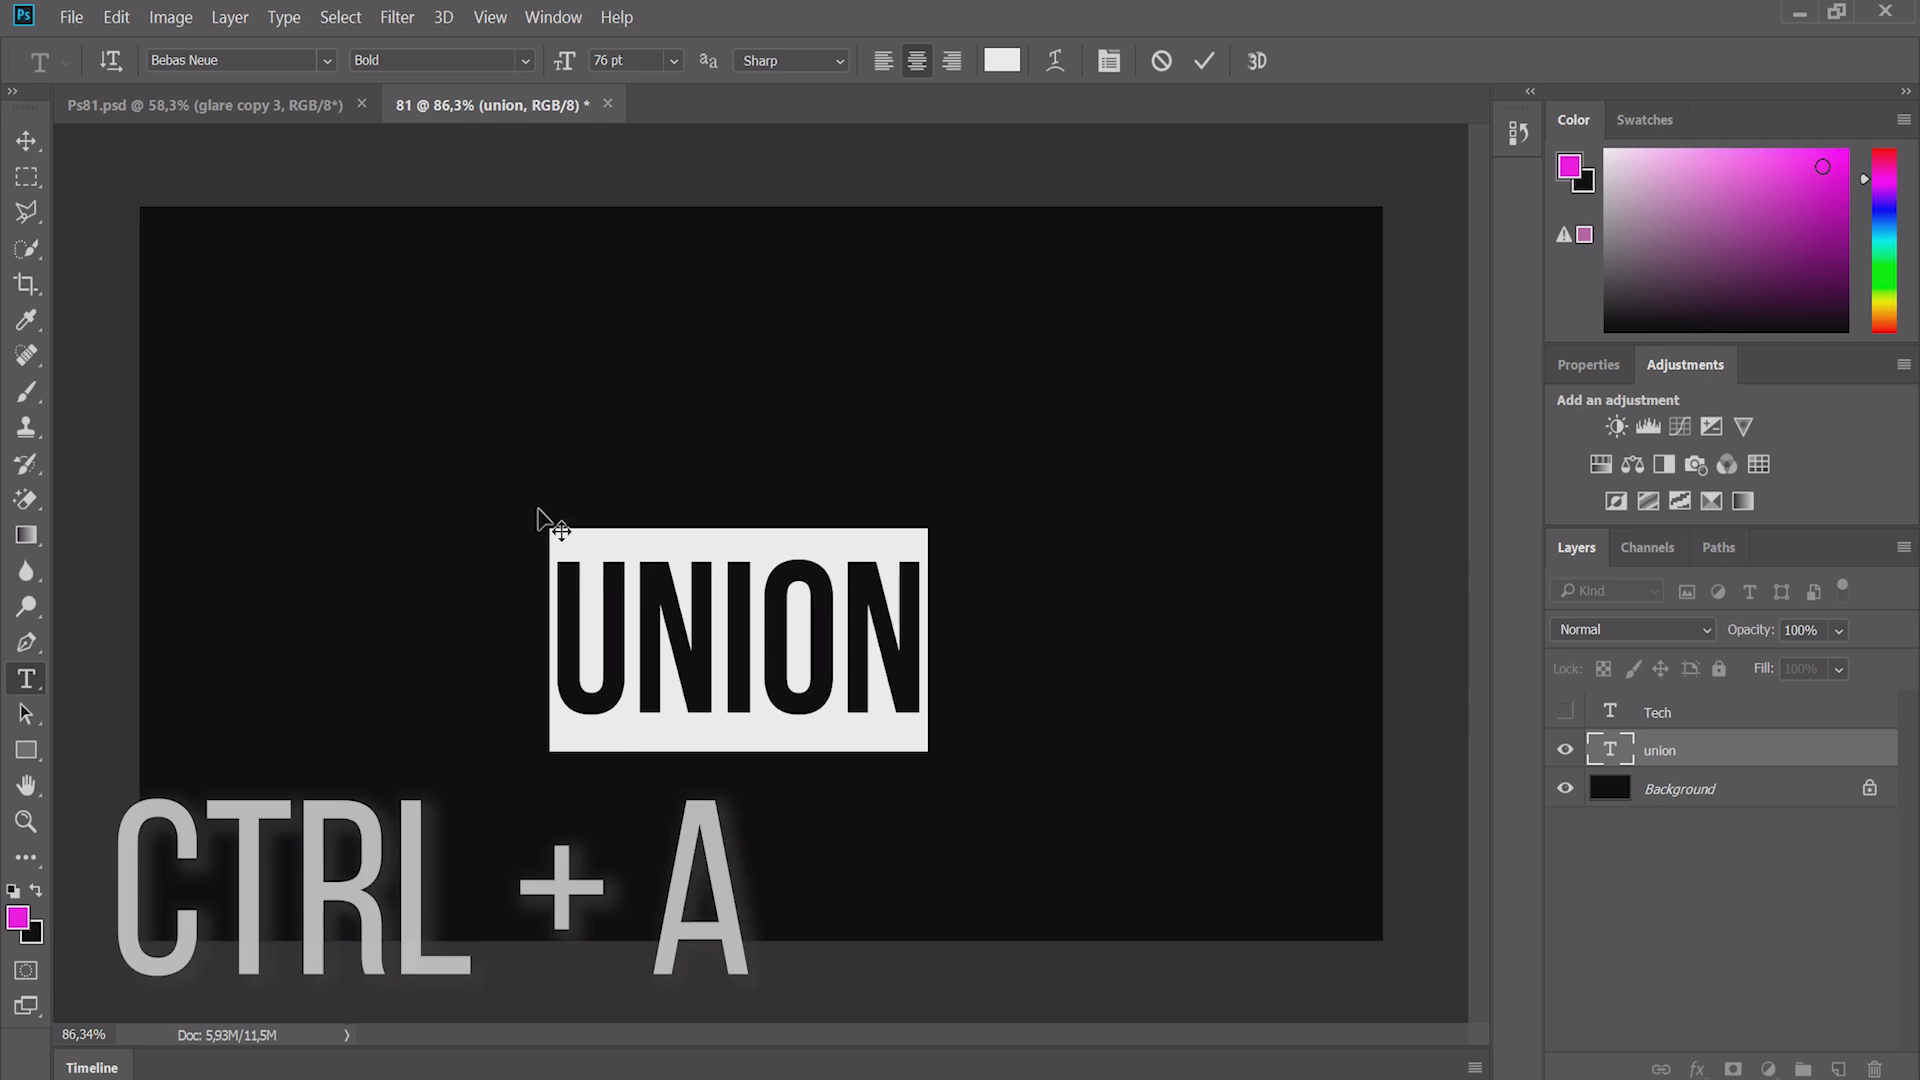 Ps File Edit Image Layer Type Select Filter 3D View Window Help
T Bebas Neue Bold 76 pt aa Sharp 3D
Ps81.psd @ 58,3% (glare copy 3, RGB/8*) × 81 @ 86,3% (union, RGB/8) * ×
Color Swatches
Properties Adjustments
Add an adjustment
UNION
Layers Channels Paths
Kind
Normal Opacity: 100%
Lock: Fill: 100%
T Tech
T union
Background
CTRL + A
86,34% Doc: 5,93M/11,5M
Timeline
fx